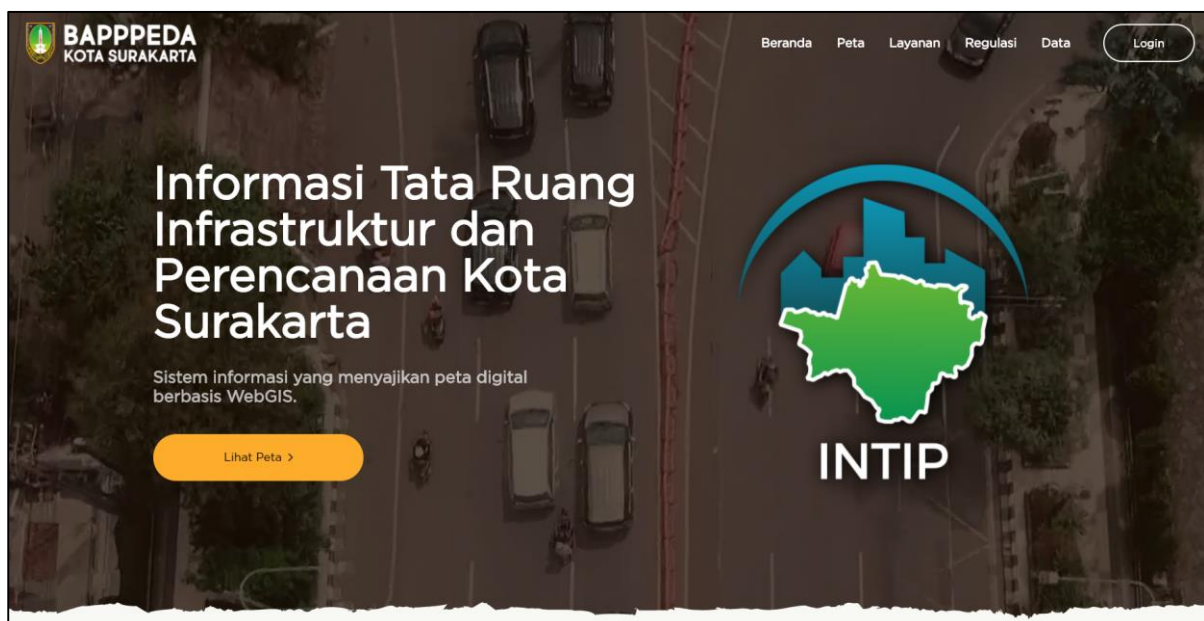 BAPPPEDA
KOTA SURAKARTA
Beranda Peta Layanan Regulasi Data Login
Informasi Tata Ruang
Infrastruktur dan
Perencanaan Kota
Surakarta
Sistem informasi yang menyajikan peta digital
berbasis WebGIS.
Lihat Peta >
INTIP